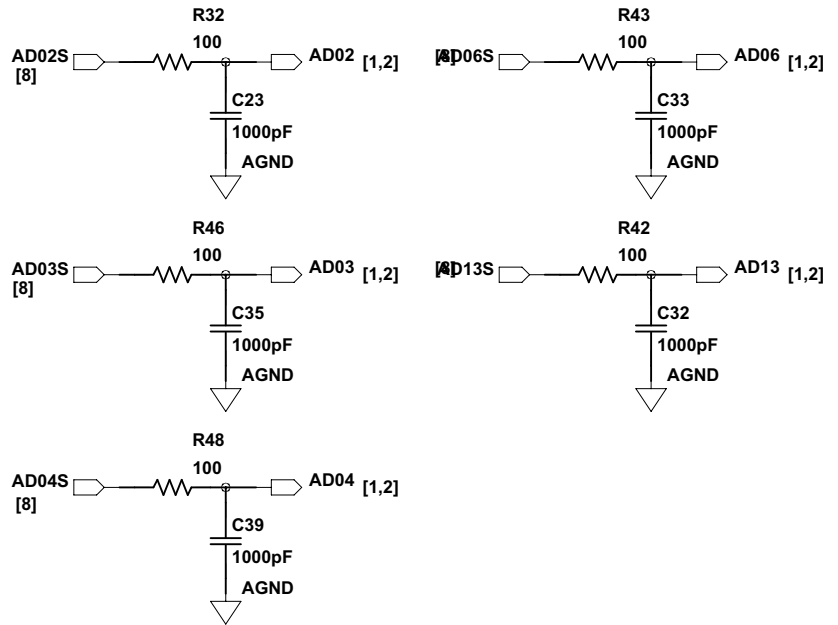 R32
100
AD02S
[8]
AD02 [1,2]
C23
1000pF
AGND
R43
100
[8]
AD06S
AD06 [1,2]
C33
1000pF
AGND
R46
100
AD03S
[8]
AD03 [1,2]
C35
1000pF
AGND
R42
100
[8]
AD13S
AD13 [1,2]
C32
1000pF
AGND
R48
100
AD04S
[8]
AD04 [1,2]
C39
1000pF
AGND